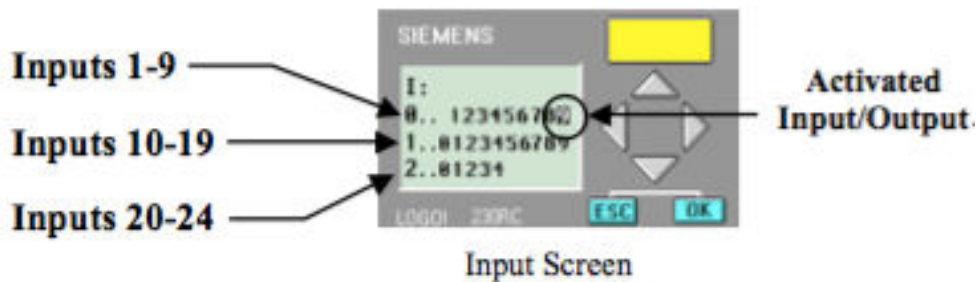 SIEMENS
Inputs 1-9
I:
Activated
Input/Output
0.. 123456789
Inputs 10-19
1..0123456789
2..01234
Inputs 20-24
LOGO! 230RC
ESC
OK
Input Screen